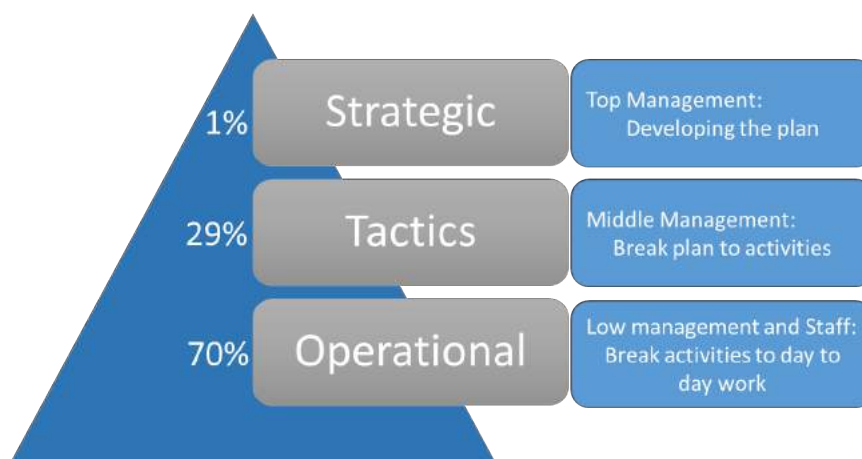 1%
Strategic
Top Management:
Developing the plan
29%
Tactics
Middle Management:
Break plan to activities
70%
Operational
Low management and Staff:
Break activities to day to
day work